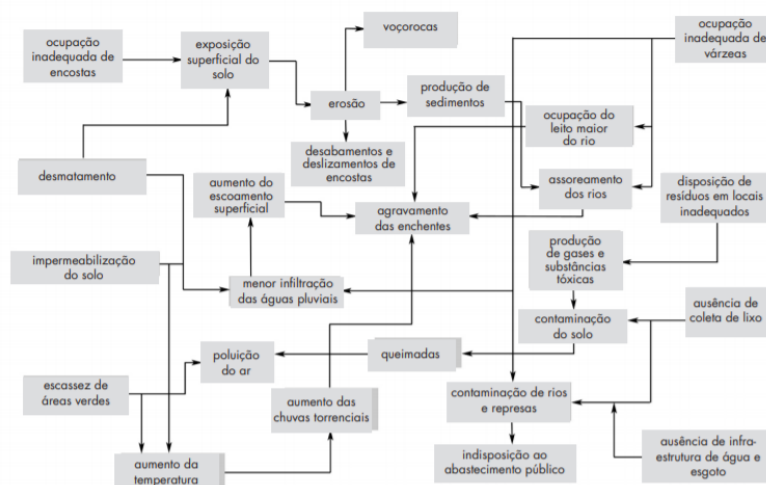 ocupação
inadequada de
encostas
exposição
superficial do
solo
voçorocas
ocupação
inadequada de
várzeas
erosão
produção de
sedimentos
ocupação do
leito maior
do rio
desabamentos e
deslizamentos de
encostas
desmatamento
aumento do
escoamento
superficial
agravamento
das enchentes
assoreamento
dos rios
disposição
de resíduos em locais
inadequados
impermeabilização
do solo
menor infiltração
das águas pluviais
produção
de gases e
substâncias
tóxicas
contaminação
do solo
ausência de
coleta de lixo
poluição
do ar
queimadas
escassez de
áreas verdes
aumento das
chuvas torrenciais
contaminação de rios
e represas
aumento da
temperatura
indisposição ao
abastecimento público
ausência de infra-
estrutura de água e
esgoto